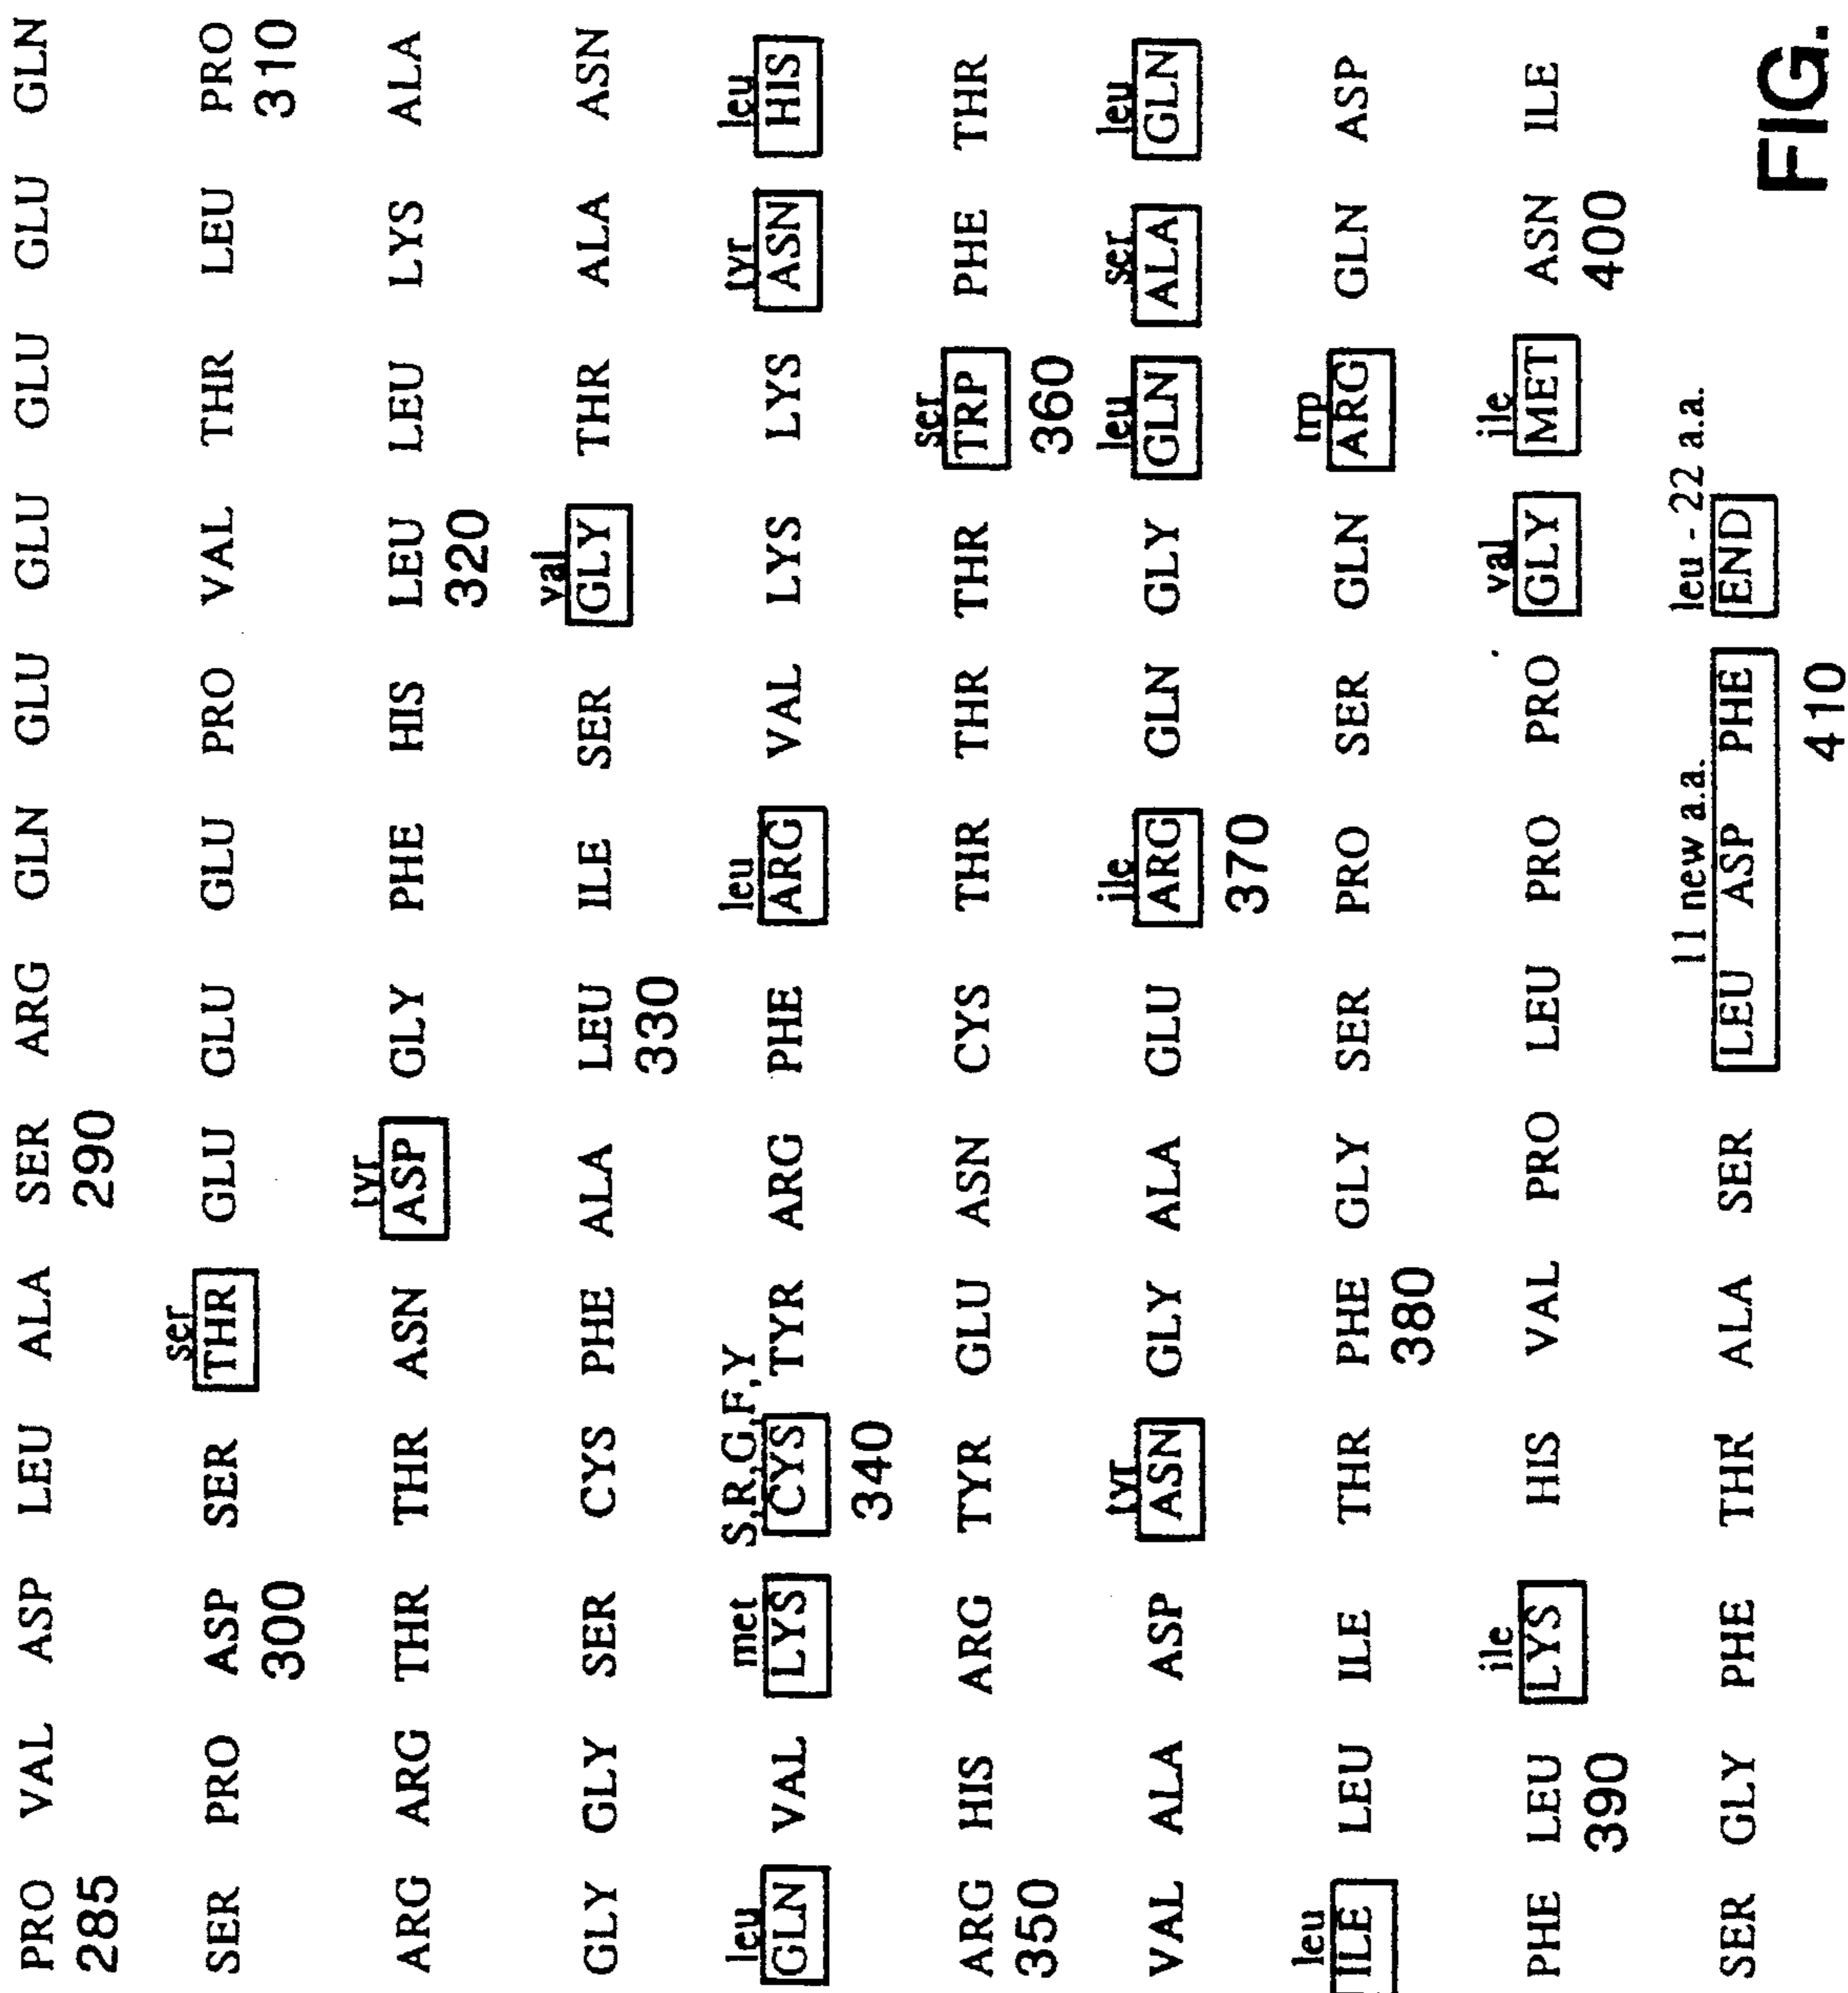 PRO VAL ASP LEU ALA SER ARG GLN GLU GLU GLU GLU GLN
285 290
ser
SER PRO ASP SER THR GLU GLU GLU PRO VAL THR LEU PRO
300 310
tyr
ARG ARG THR THR ASN ASP GLY PHE HIS LEU LEU LYS ALA
320
val
GLY GLY SER CYS PHE ALA LEU ILE SER GLY THR ALA ASN
330
leu met S,R,G,F,Y leu tyr leu
GLN VAL LYS CYS TYR ARG PHE ARG VAL LYS LYS ASN HIS
340
ser
ARG HIS ARG TYR GLU ASN CYS THR THR THR TRP PHE THR
350 360
tyr ile leu ser leu
VAL ALA ASP ASN GLY ALA GLU ARG GLN GLY GLN ALA GLN
370
leu trp
ILE LEU ILE THR PHE GLY SER PRO SER GLN ARG GLN ASP
380
ile val ile
PHE LEU LYS HIS VAL PRO LEU PRO PRO GLY MET ASN ILE
390 400
11 new a.a. leu - 22 a.a.
SER GLY PHE THR ALA SER LEU ASP PHE END
410
FIG.